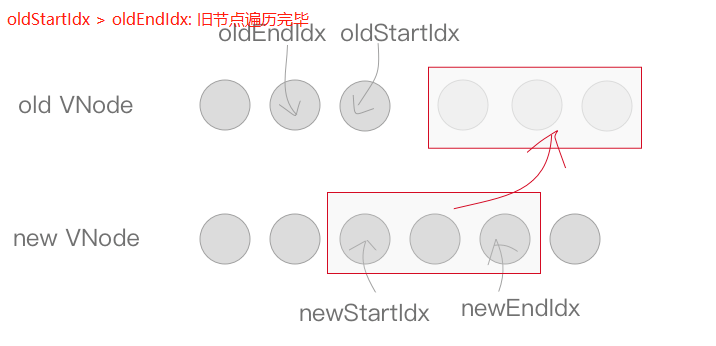 oldStartIdx > oldEndIdx: 旧节点遍历完毕
oldEndIdx oldStartIdx
old VNode
new VNode
newStartIdx newEndIdx